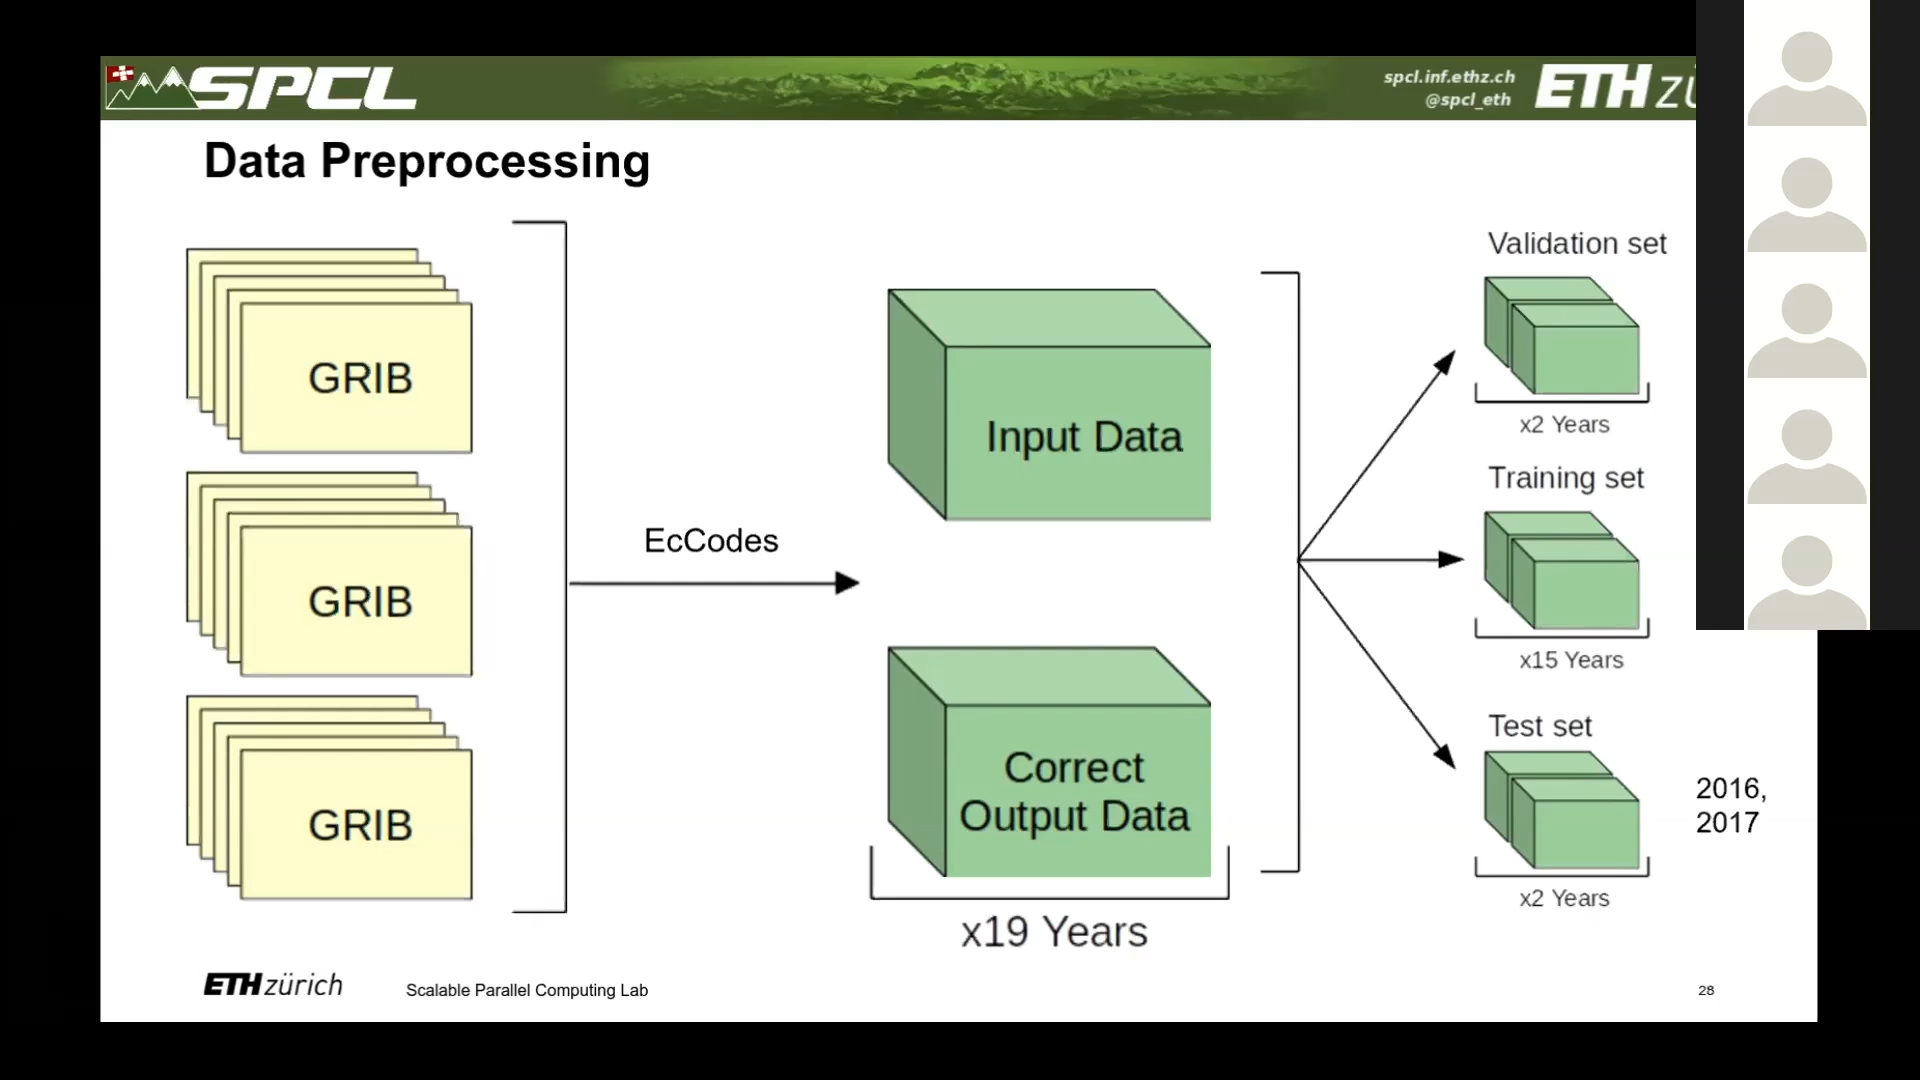 SPCL
spcl.inf.ethz.ch
@spcl_eth
ETH
Data Preprocessing
GRIB
GRIB
GRIB
EcCodes
Input Data
Correct
Output Data
x19 Years
Validation set
x2 Years
Training set
x15 Years
Test set
2016,
2017
x2 Years
ETH zürich
Scalable Parallel Computing Lab
28